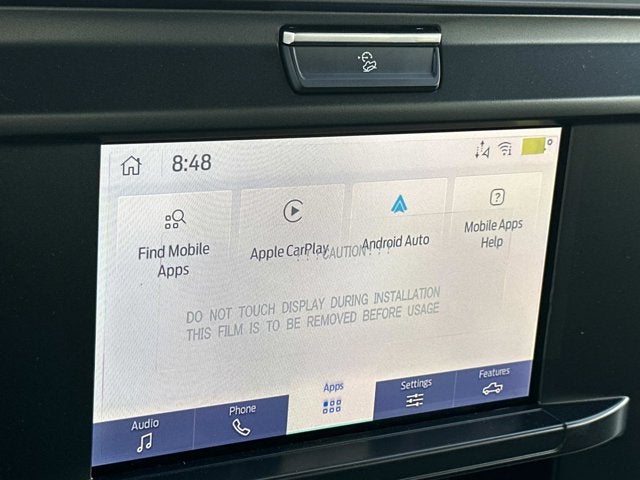 8:48
Find Mobile
Apps
Apple CarPlay
Android Auto
Mobile Apps
Help
!!!CAUTION!!!
DO NOT TOUCH DISPLAY DURING INSTALLATION
THIS FILM IS TO BE REMOVED BEFORE USAGE
Audio
Phone
Apps
Settings
Features